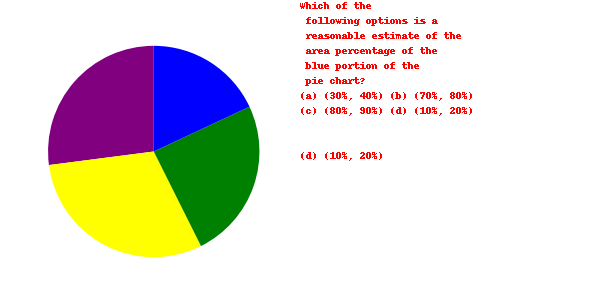 Which of the
following options is a
reasonable estimate of the
area percentage of the
blue portion of the
pie chart?
(a) (30%, 40%) (b) (70%, 80%)
(c) (80%, 90%) (d) (10%, 20%)
(d) (10%, 20%)